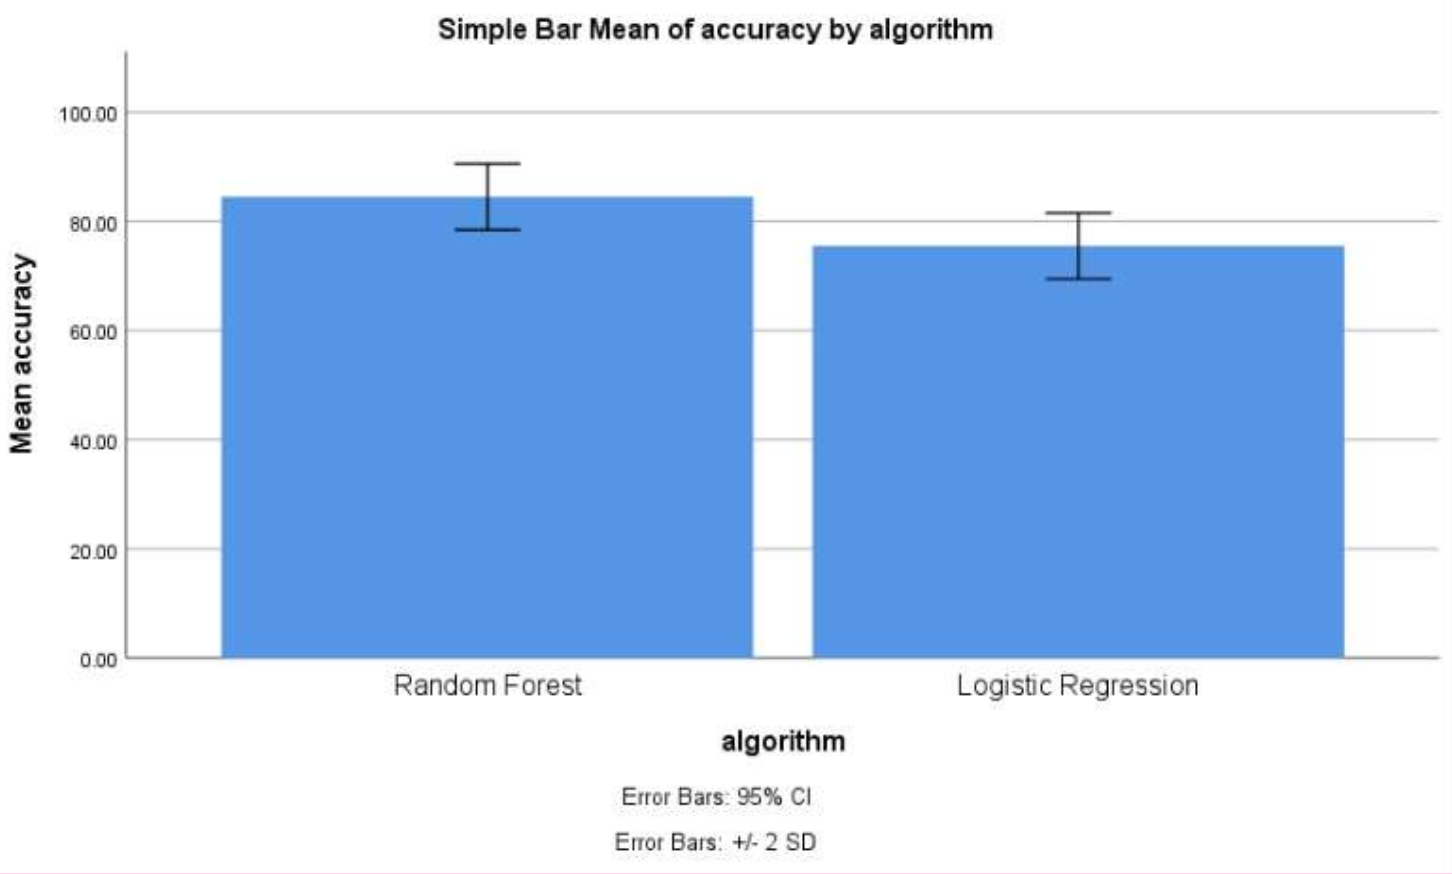 Simple Bar Mean of accuracy by algorithm
100.00
80.00
60.00
40.00
20.00
0.00
Mean accuracy
Random Forest
Logistic Regression
algorithm
Error Bars: 95% CI
Error Bars: +/- 2 SD